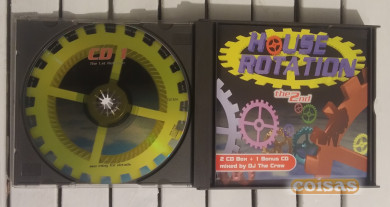 CD 1
HOUSE
ROTATION
the 2nd
2 CD Box + 1 Bonus CD
mixed by DJ The Crow
coisas